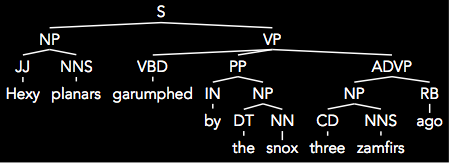 S
NP VP
JJ NNS VBD PP ADVP
Hexy planars garumphed IN NP NP RB
by DT NN CD NNS ago
the snox three zamfirs